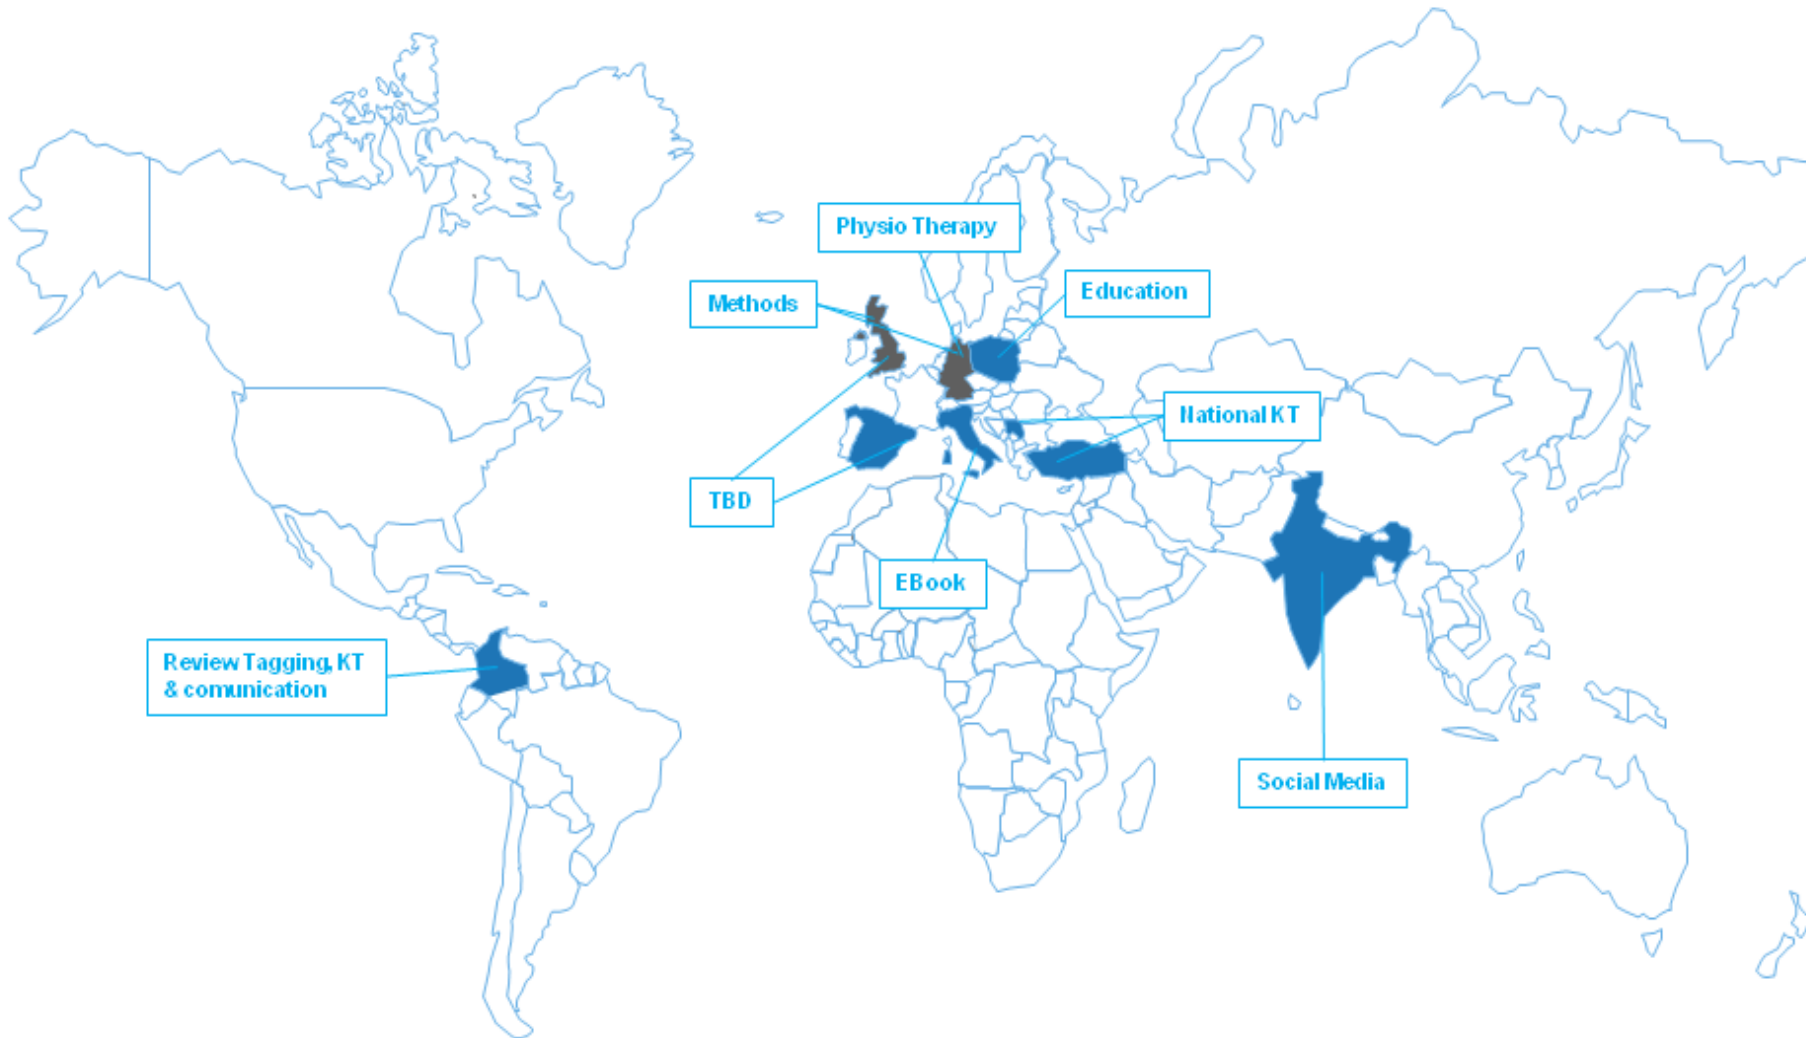 Physio Therapy
Methods
Education
National KT
TBD
EBook
Review Tagging, KT
& comunication
Social Media